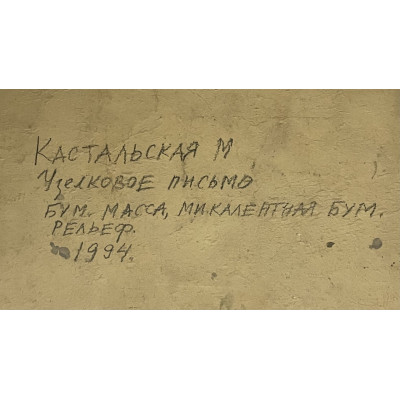 КАСТАЛЬСКАЯ М
Узелковое письмо
БУМ. МАССА, МИКАЛЕНТНАЯ БУМ.
РЕЛЬЕФ.
1994.